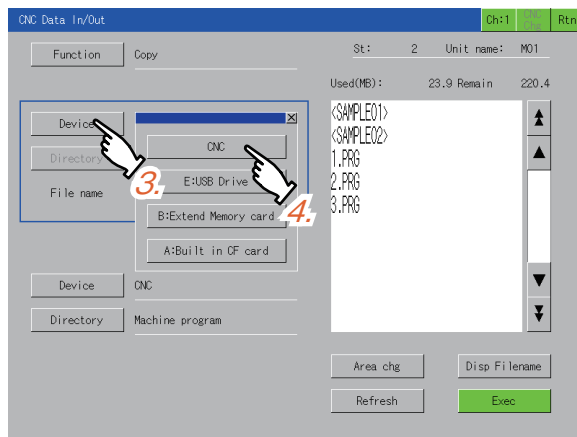 CNC Data In/Out Ch:1 CNC Chg Rtn
Function Copy
St: 2 Unit name: M01
Used(MB): 23.9 Remain 220.4
Device
Directory
File name
3.
CNC
E:USB Drive
B:Extend Memory card
A:Built in CF card
4.
<SAMPLE01>
<SAMPLE02>
1.PRG
2.PRG
3.PRG
Device CNC
Directory Machine program
Area chg Disp Filename
Refresh Exec